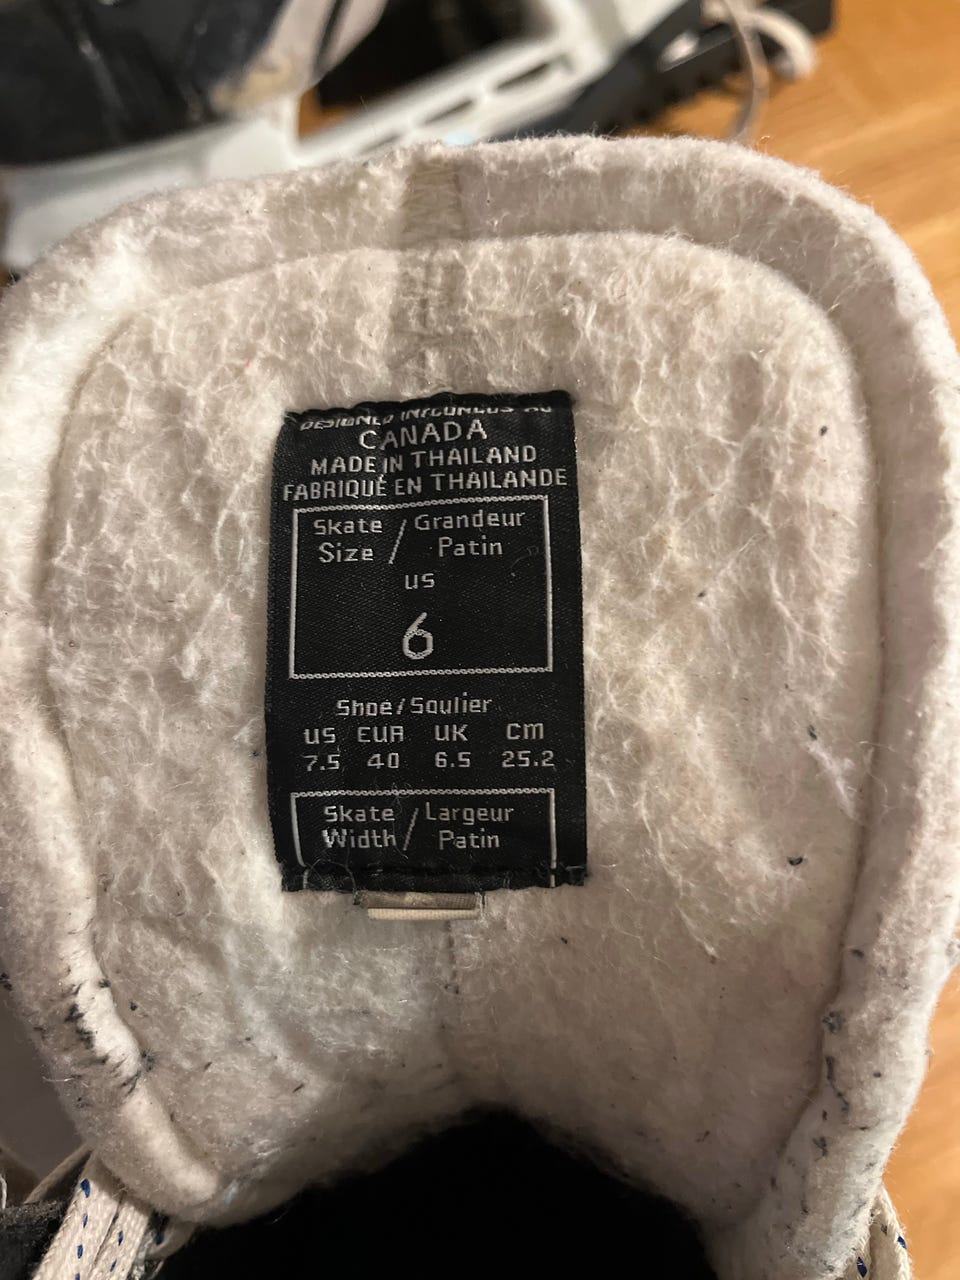 CANADA
MADE IN THAILAND
FABRIQUÉ EN THAÏLANDE
Skate / Grandeur
Size / Patin
US
6
Shoe / Soulier
US EUR UK Cm
7.5 40 6.5 25.2
Skate / Largeur
Width / Patin